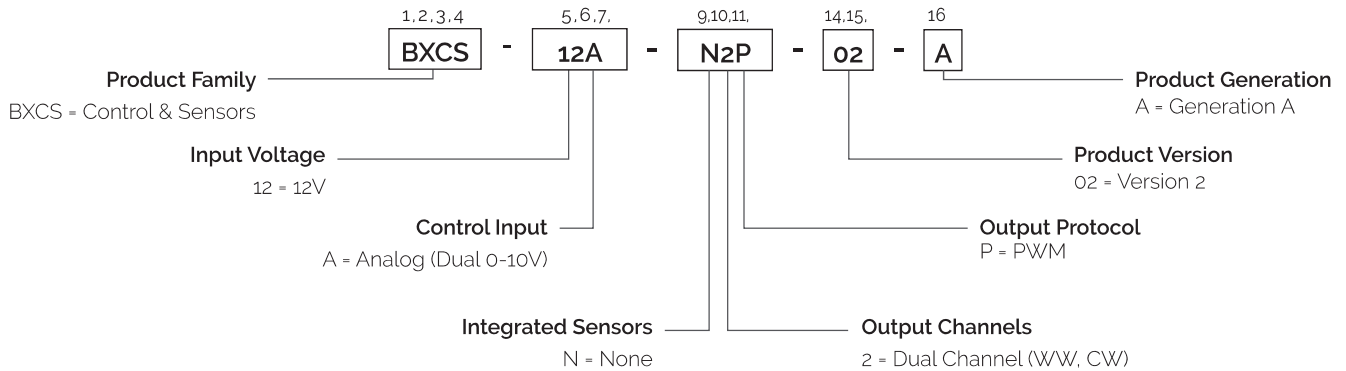 1,2,3,4 5,6,7, 9,10,11, 14,15, 16
BXCS - 12A - N2P - 02 - A
Product Family
BXCS = Control & Sensors
Product Generation
A = Generation A
Input Voltage
12 = 12V
Product Version
02 = Version 2
Control Input
A = Analog (Dual 0-10V)
Output Protocol
P = PWM
Integrated Sensors
N = None
Output Channels
2 = Dual Channel (WW, CW)